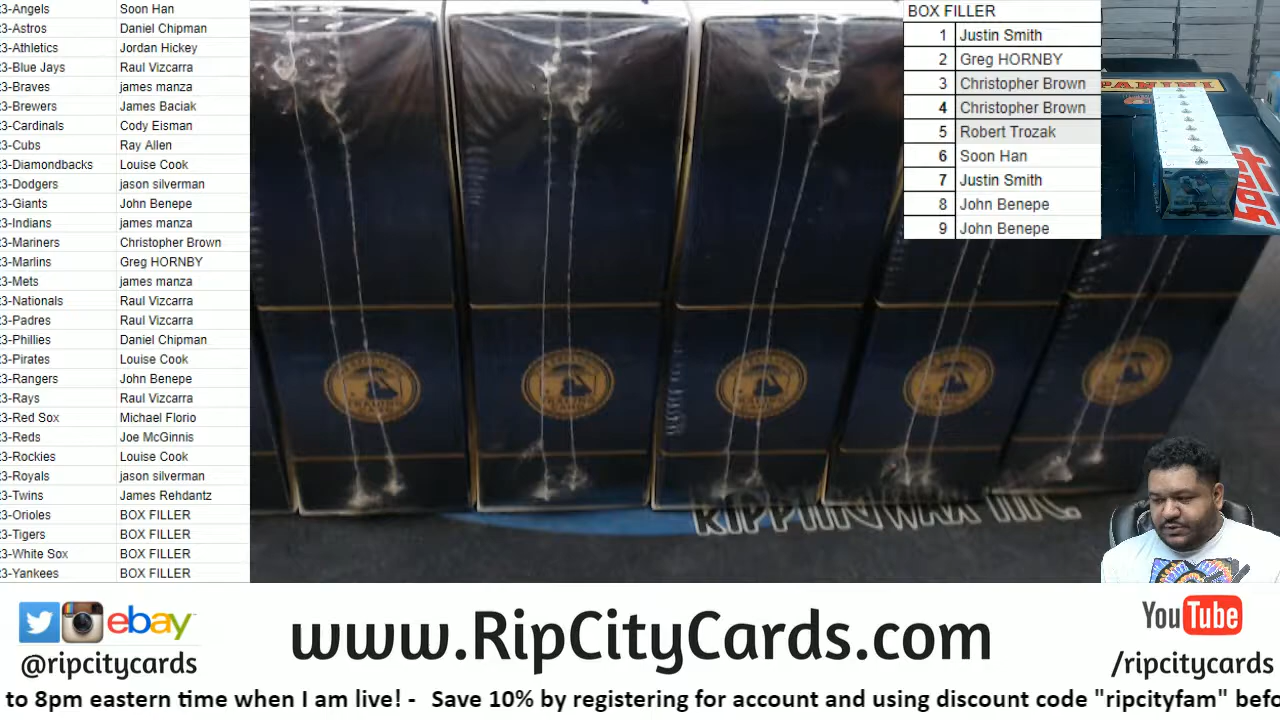 3-Angels Soon Han
3-Astros Daniel Chipman
3-Athletics Jordan Hickey
3-Blue Jays Raul Vizcarra
3-Braves james manza
3-Brewers James Baciak
3-Cardinals Cody Eisman
3-Cubs Ray Allen
3-Diamondbacks Louise Cook
3-Dodgers jason silverman
3-Giants John Benepe
3-Indians james manza
3-Mariners Christopher Brown
3-Marlins Greg HORNBY
3-Mets james manza
3-Nationals Raul Vizcarra
3-Padres Raul Vizcarra
3-Phillies Daniel Chipman
3-Pirates Louise Cook
3-Rangers John Benepe
3-Rays Raul Vizcarra
3-Red Sox Michael Florio
3-Reds Joe McGinnis
3-Rockies Louise Cook
3-Royals jason silverman
3-Twins James Rehdantz
3-Orioles BOX FILLER
3-Tigers BOX FILLER
3-White Sox BOX FILLER
3-Yankees BOX FILLER
BOX FILLER
1 Justin Smith
2 Greg HORNBY
3 Christopher Brown
4 Christopher Brown
5 Robert Trozak
6 Soon Han
7 Justin Smith
8 John Benepe
9 John Benepe
PANINI
RIPPIN WAX INC.
ebay
@ripcitycards
www.RipCityCards.com
YouTube
/ripcitycards
to 8pm eastern time when I am live! - Save 10% by registering for account and using discount code "ripcityfam" befo